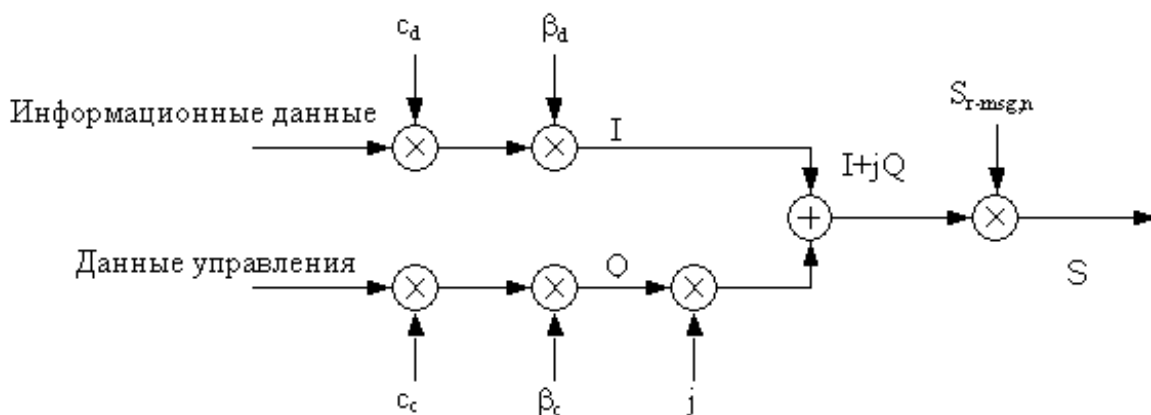 c_d
β_d
Информационные данные
I
S_r-msg,n
I+jQ
Данные управления
Q
S
c_c
β_c
j